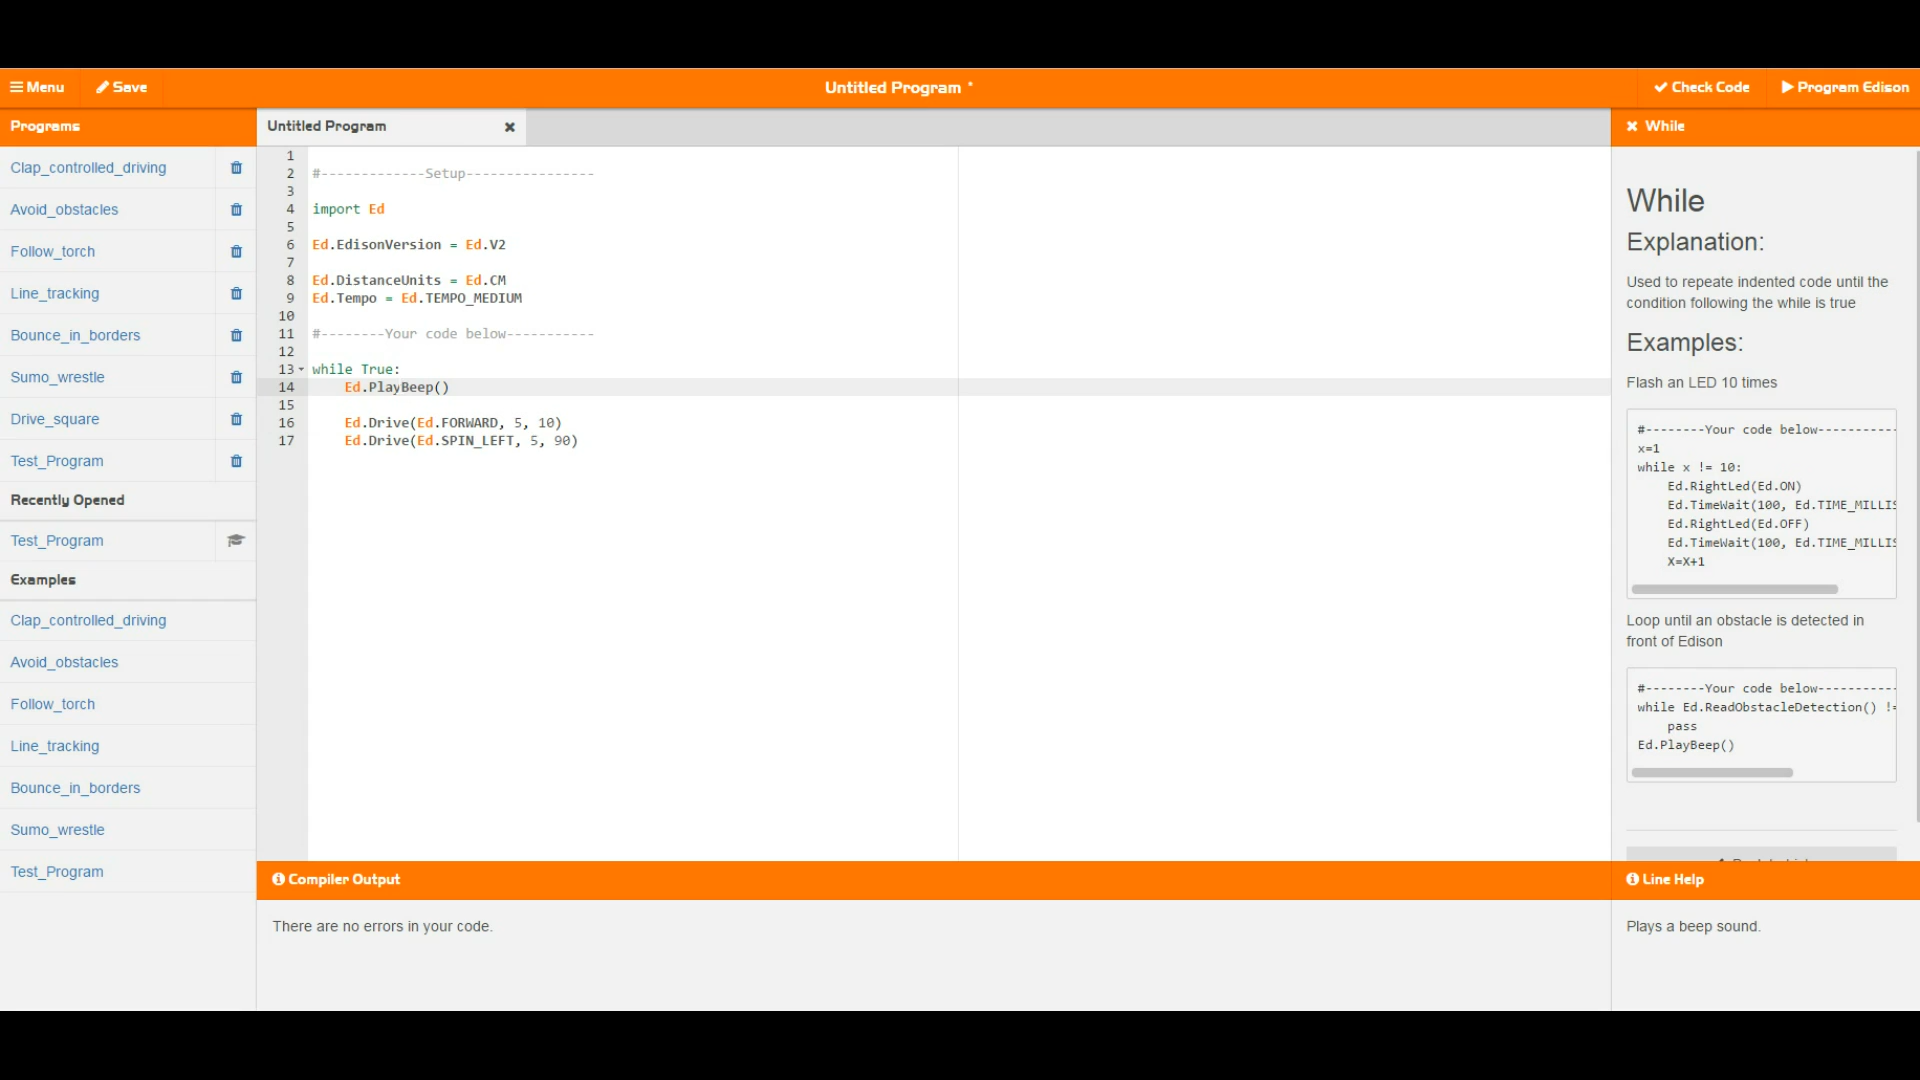 Menu
Save
Untitled Program *
Check Code
Program Edison
Programs
Clap_controlled_driving
Avoid_obstacles
Follow_torch
Line_tracking
Bounce_in_borders
Sumo_wrestle
Drive_square
Test_Program
Recently Opened
Test_Program
Examples
Clap_controlled_driving
Avoid_obstacles
Follow_torch
Line_tracking
Bounce_in_borders
Sumo_wrestle
Test_Program
Untitled Program
1
2 #-------------Setup----------------
3
4 import Ed
5
6 Ed.EdisonVersion = Ed.V2
7
8 Ed.DistanceUnits = Ed.CM
9 Ed.Tempo = Ed.TEMPO_MEDIUM
10
11 #--------Your code below-----------
12
13 while True:
14     Ed.PlayBeep()
15
16     Ed.Drive(Ed.FORWARD, 5, 10)
17     Ed.Drive(Ed.SPIN_LEFT, 5, 90)
Compiler Output
There are no errors in your code.
While
While
Explanation:
Used to repeat indented code until the
condition following the while is true
Examples:
Flash an LED 10 times
#--------Your code below----------
x=1
while x != 10:
    Ed.RightLed(Ed.ON)
    Ed.TimeWait(100, Ed.TIME_MILLIS
    Ed.RightLed(Ed.OFF)
    Ed.TimeWait(100, Ed.TIME_MILLIS
    X=X+1
Loop until an obstacle is detected in
front of Edison
#--------Your code below----------
while Ed.ReadObstacleDetection() !=
    pass
Ed.PlayBeep()
Line Help
Plays a beep sound.